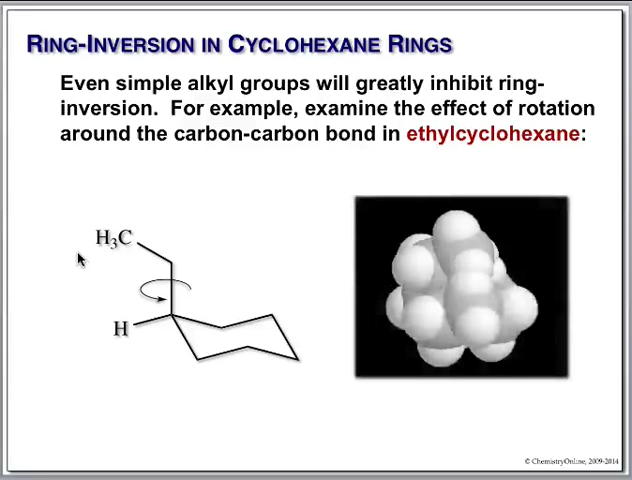 RING-INVERSION IN CYCLOHEXANE RINGS
Even simple alkyl groups will greatly inhibit ring-
inversion. For example, examine the effect of rotation
around the carbon-carbon bond in ethylcyclohexane:
H₃C
H
© ChemistryOnline, 2009-2014